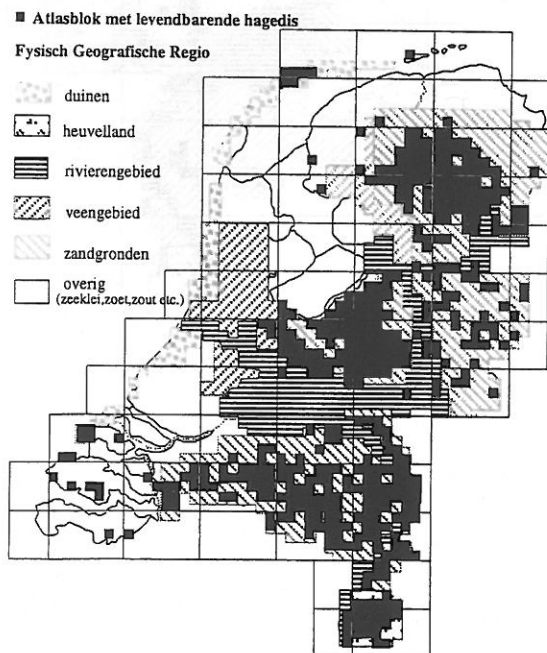 Atlasblok met levendbarende hagedis
Fysisch Geografische Regio
duinen
heuvelland
rivierengebied
veengebied
zandgronden
overig
(zeeklei,zoet,zout etc.)